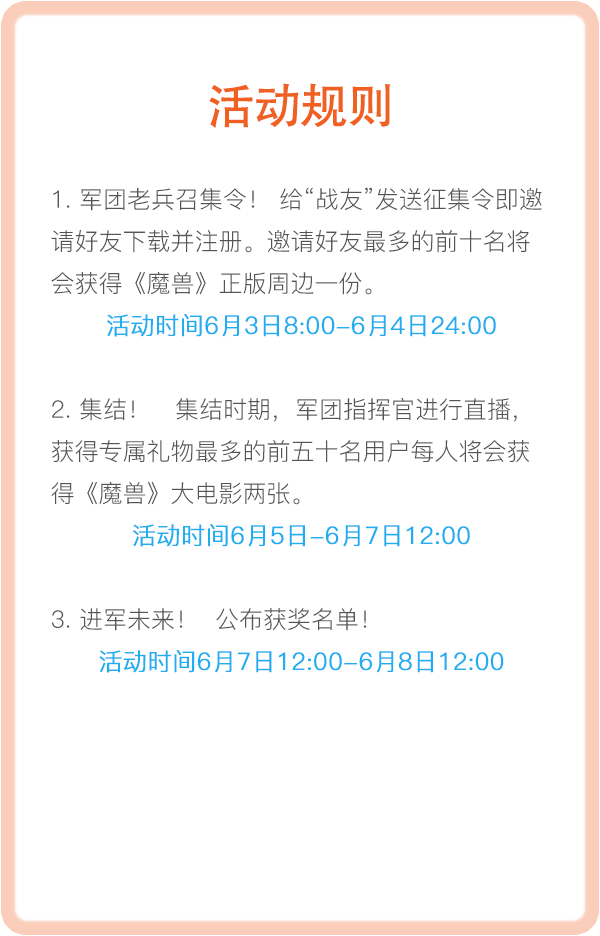 活动规则
1. 军团老兵召集令！ 给“战友”发送征集令即邀
请好友下载并注册。邀请好友最多的前十名将
会获得《魔兽》正版周边一份。
活动时间6月3日8:00-6月4日24:00
2. 集结！ 集结时期，军团指挥官进行直播，
获得专属礼物最多的前五十名用户每人将会获
得《魔兽》大电影两张。
活动时间6月5日-6月7日12:00
3. 进军未来！ 公布获奖名单！
活动时间6月7日12:00-6月8日12:00